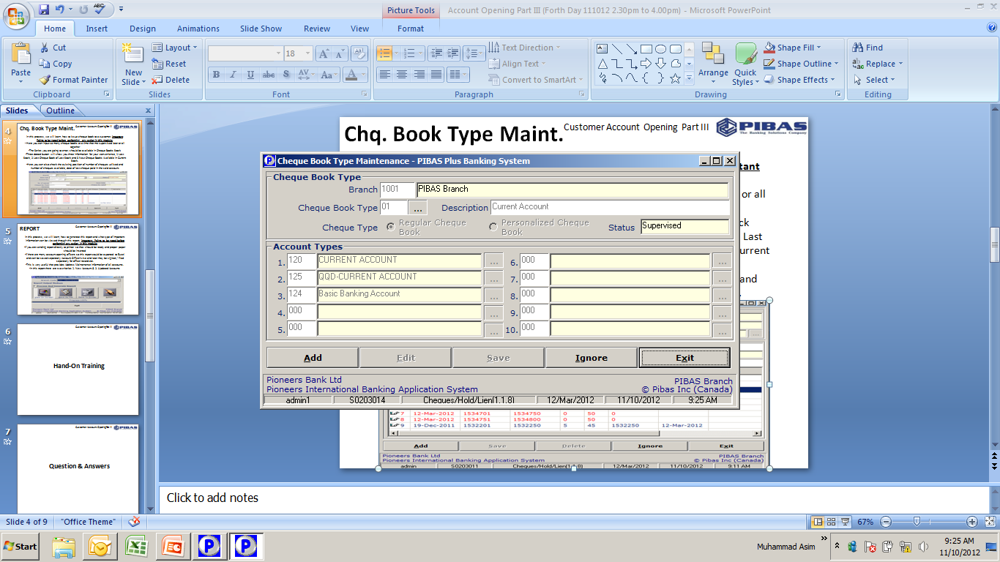 Picture Tools
Account Opening Part III (Forth Day 111012 2.30pm to 4.00pm) - Microsoft PowerPoint
Home Insert Design Animations Slide Show Review View Format
Paste
Cut
Copy
Format Painter
Clipboard
New Slide
Layout
Reset
Delete
Slides
18
B I U abe S AV Aa A
Font
Text Direction
Align Text
Convert to SmartArt
Paragraph
Arrange
Quick Styles
Shape Fill
Shape Outline
Shape Effects
Drawing
Find
Replace
Select
Editing
Slides Outline
4
Chq. Book Type Maint.
5
REPORT
6
Hand-On Training
7
Question & Answers
Chq. Book Type Maint.
Customer Account Opening Part III
PIBAS
The Banking Solutions Company
tant
or all
ck
Last
urrent
and
Cheque Book Type Maintenance - PIBAS Plus Banking System
Cheque Book Type
Branch 1001 PIBAS Branch
Cheque Book Type 01 ... Description Current Account
Cheque Type Regular Cheque Book Personalized Cheque Book Status Supervised
Account Types
1. 120 CURRENT ACCOUNT ... 6. 000 ...
2. 125 QQD-CURRENT ACCOUNT ... 7. 000 ...
3. 124 Basic Banking Account ... 8. 000 ...
4. 000 ... 9. 000 ...
5. 000 ... 10. 000 ...
Add Edit Save Ignore Exit
Pioneers Bank Ltd PIBAS Branch
Pioneers International Banking Application System © Pibas Inc (Canada)
admin1 S0203014 Cheques/Hold/Lien(1.1.8) 12/Mar/2012 11/10/2012 9:25 AM
7 12-Mar-2012 1534701 1534750 0 50 0
8 12-Mar-2012 1534751 1534800 0 50 0
9 19-Dec-2011 1532201 1532250 5 45 1532250 12-Mar-2012
Add Save Delete Ignore Exit
Pioneers Bank Ltd PIBAS Branch
Pioneers International Banking Application System © Pibas Inc (Canada)
admin S0203011 Cheques/Hold/Lien(1.1.8) 12/Mar/2012 11/10/2012 9:11 AM
Click to add notes
Slide 4 of 9 "Office Theme" 67%
Start
Muhammad Asim
9:25 AM
11/10/2012